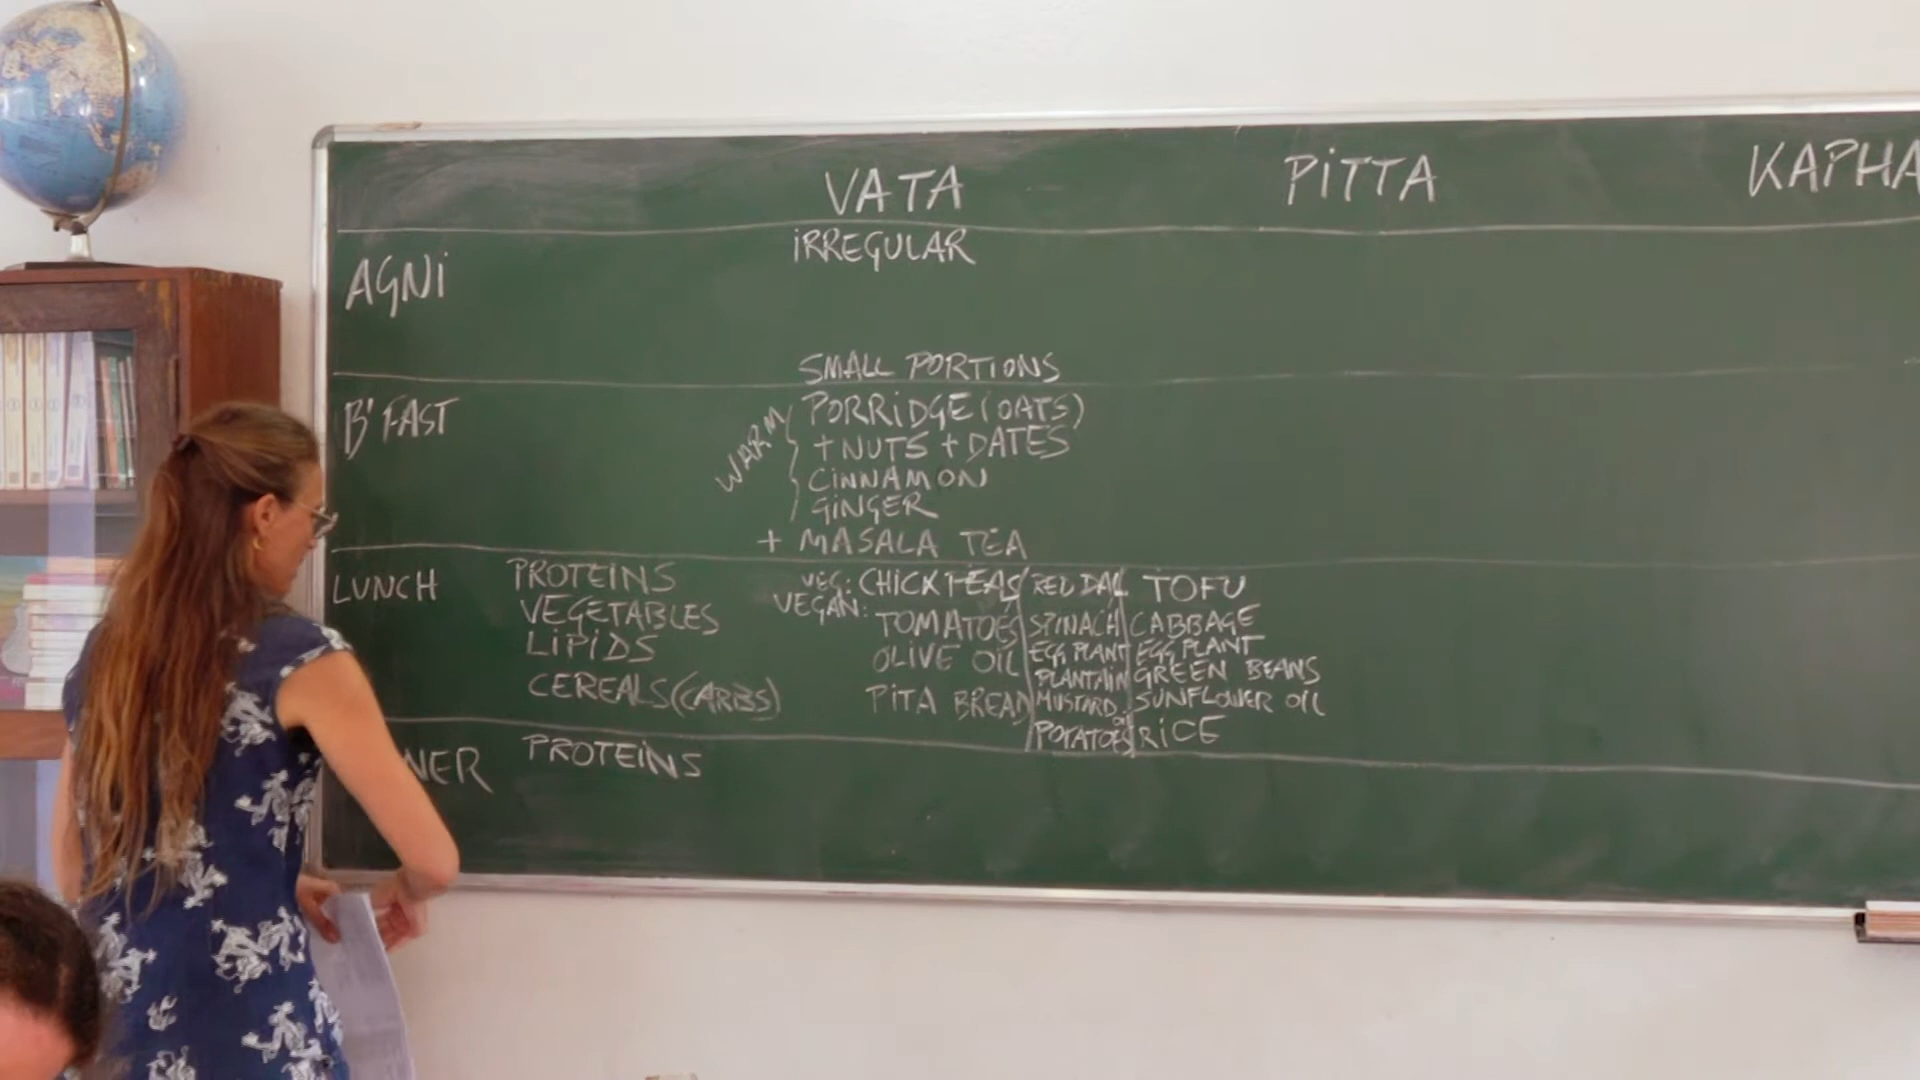 VATA PiTTA KAPHA
AGNi iRREGULAR
SMALL PORTIONS
B'FAST WARM PORRiDGE (OATS)
+ NUTS + DATES
CiNNAMON
GiNGER
+ MASALA TEA
LUNCH PROTEiNS VEG: CHiCKPEAS RED DAL TOFU
VEGETABLES VEGAN: TOMATOES SPINACH CABBAGE
LiPiDS OLIVE OIL EGG PLANT EGG PLANT
PLANTAIN GREEN BEANS
CEREALS (CARBS) PiTA BREAD MUSTARD OIL SUNFLOWER OIL
POTATOES RiCE
NER PROTEiNS